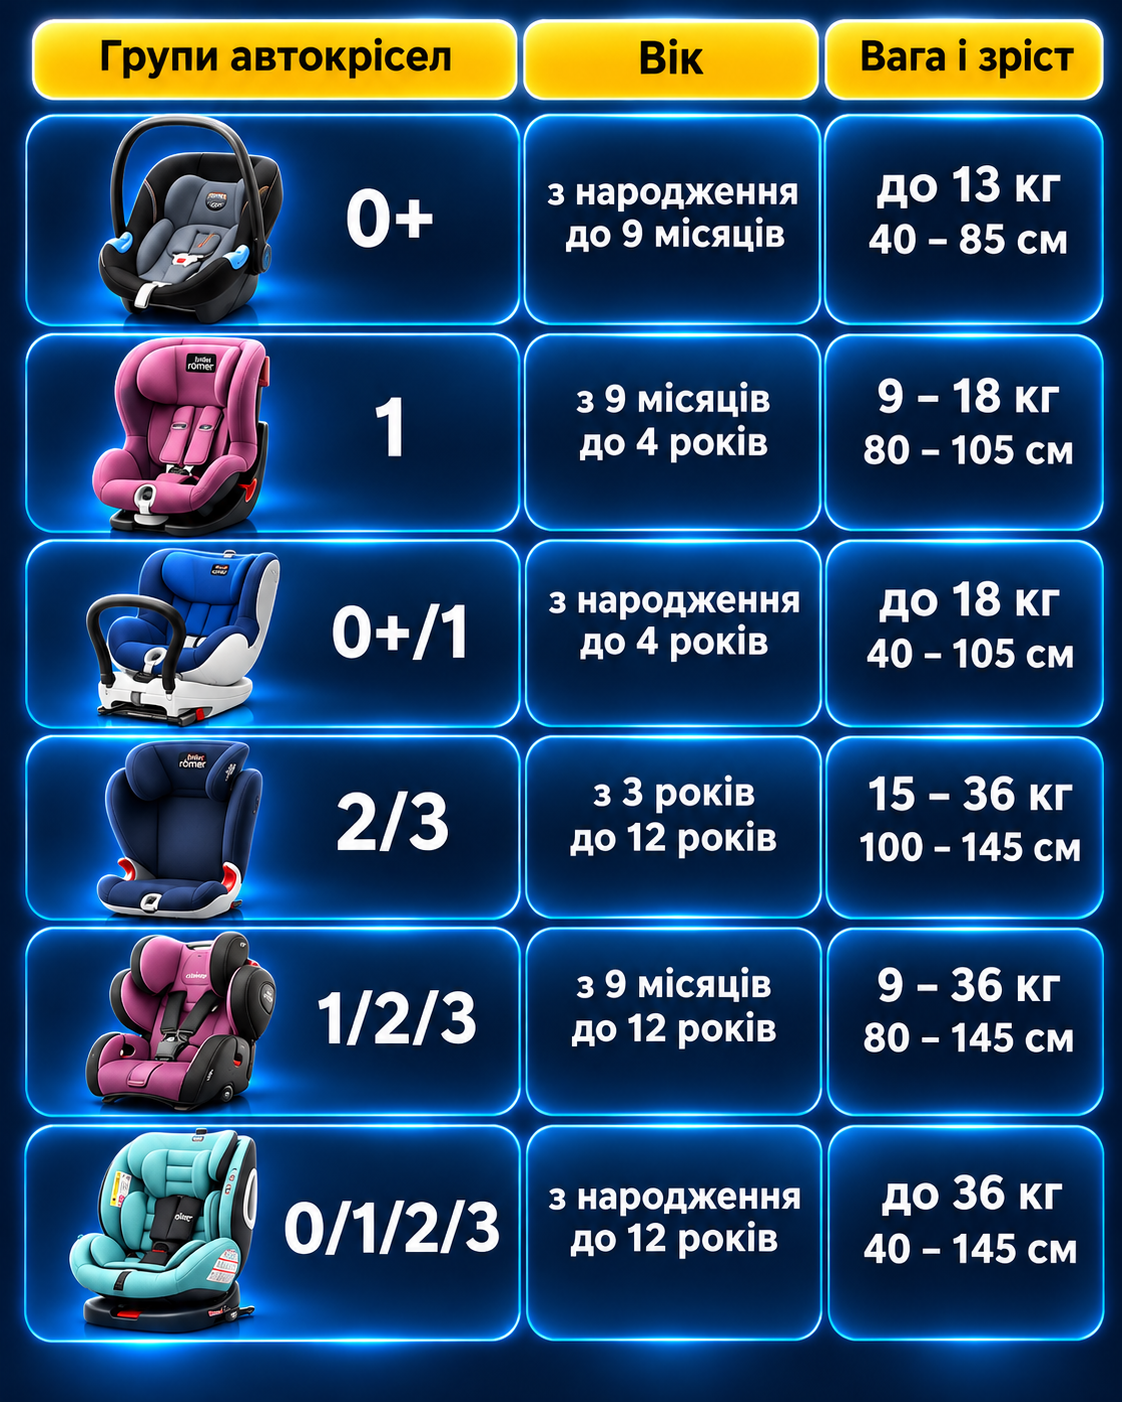 Групи автокрісел
Вік
Вага і зріст
0+
з народження
до 9 місяців
до 13 кг
40 – 85 см
römer
1
з 9 місяців
до 4 років
9 – 18 кг
80 – 105 см
0+/1
з народження
до 4 років
до 18 кг
40 – 105 см
römer
2/3
з 3 років
до 12 років
15 – 36 кг
100 – 145 см
1/2/3
з 9 місяців
до 12 років
9 – 36 кг
80 – 145 см
0/1/2/3
з народження
до 12 років
до 36 кг
40 – 145 см